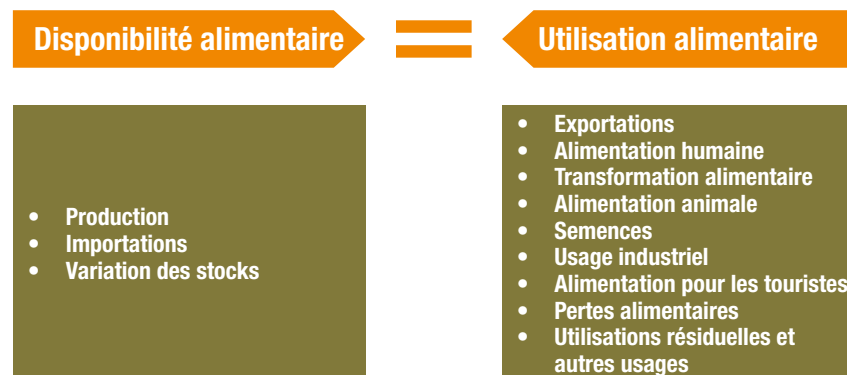 Disponibilité alimentaire
Utilisation alimentaire
• Production
• Importations
• Variation des stocks
• Exportations
• Alimentation humaine
• Transformation alimentaire
• Alimentation animale
• Semences
• Usage industriel
• Alimentation pour les touristes
• Pertes alimentaires
• Utilisations résiduelles et
autres usages